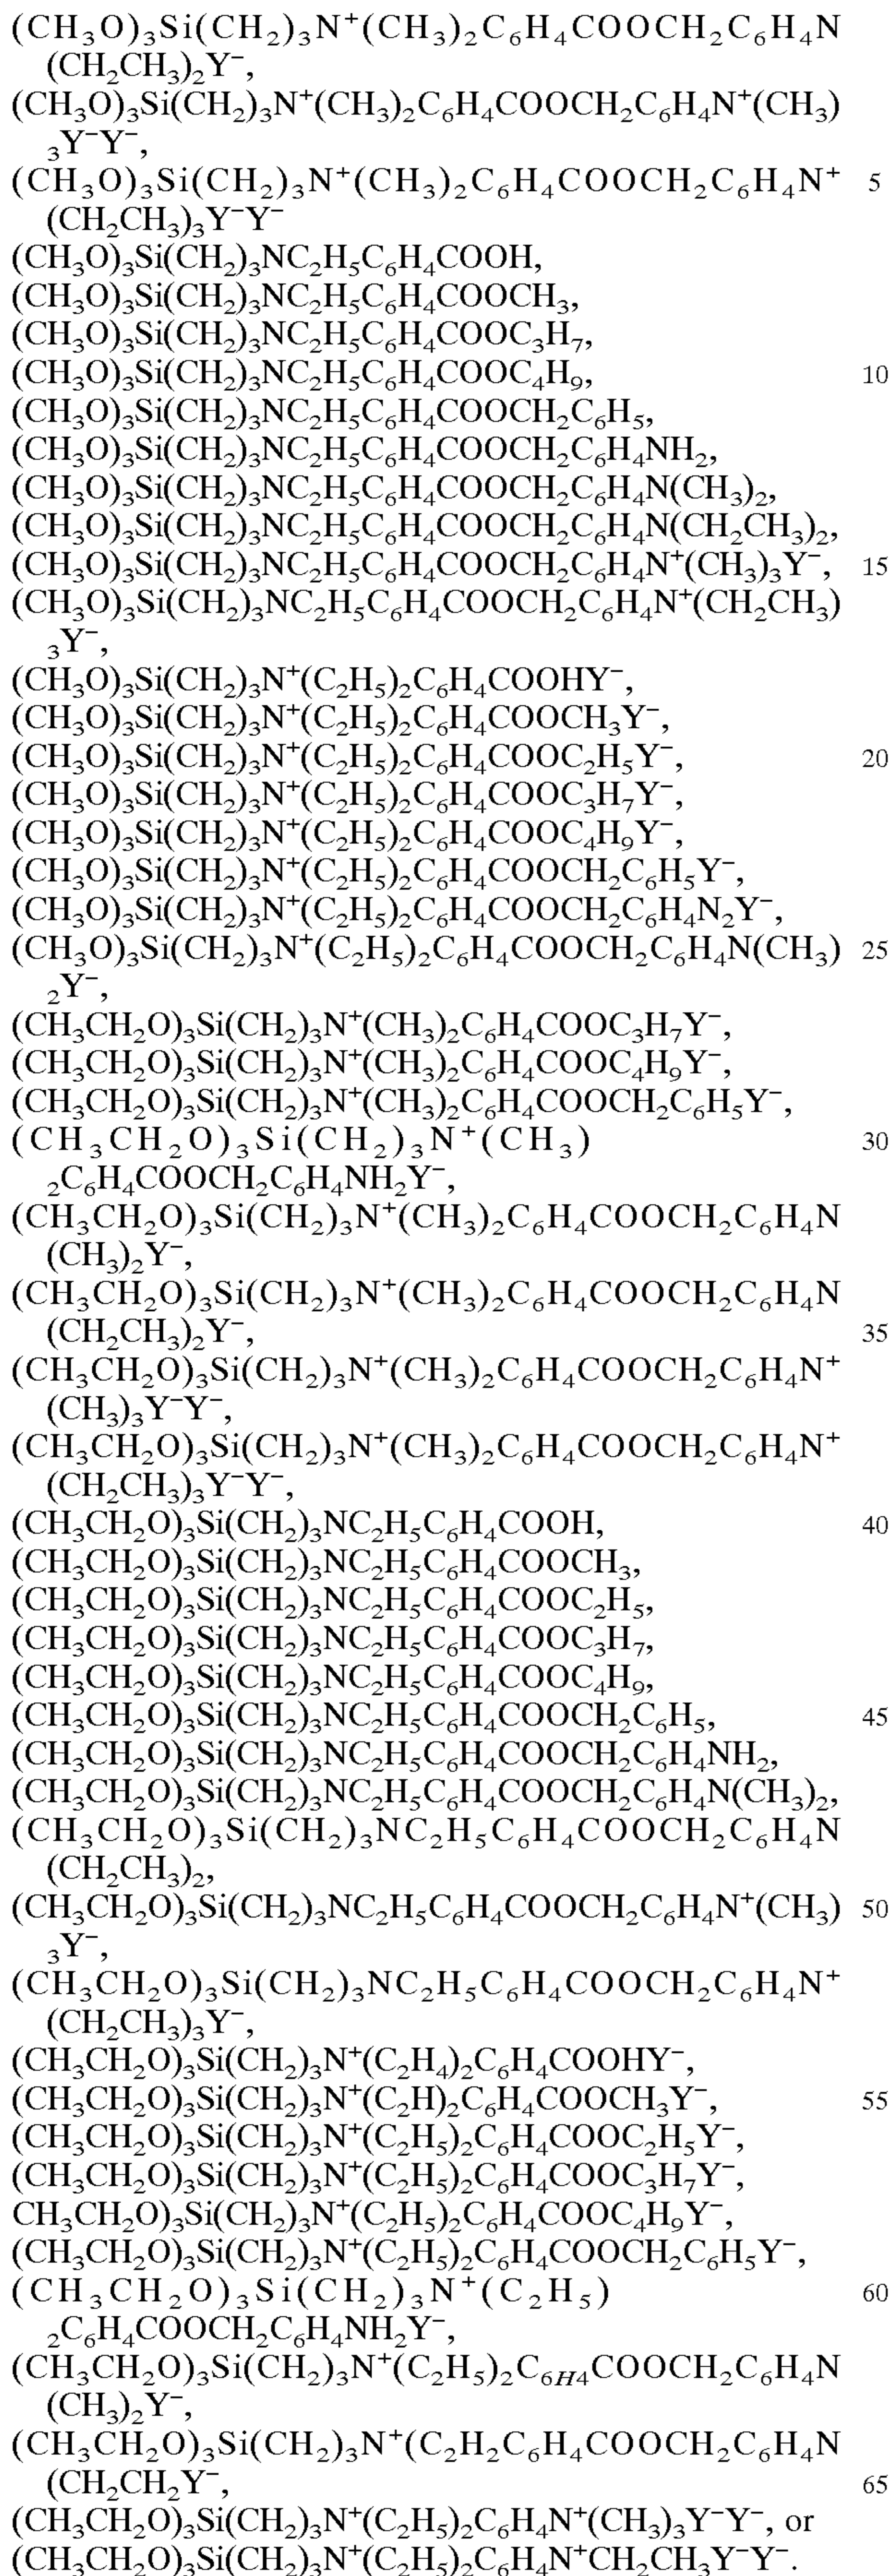 (CH₃O)₃Si(CH₂)₃N⁺(CH₃)₂C₆H₄COOCH₂C₆H₄N
(CH₂CH₃)₂Y⁻,
(CH₃O)₃Si(CH₂)₃N⁺(CH₃)₂C₆H₄COOCH₂C₆H₄N⁺(CH₃)
₃Y⁻Y⁻,
(CH₃O)₃Si(CH₂)₃N⁺(CH₃)₂C₆H₄COOCH₂C₆H₄N⁺ 5
(CH₂CH₃)₃Y⁻Y⁻
(CH₃O)₃Si(CH₂)₃NC₂H₅C₆H₄COOH,
(CH₃O)₃Si(CH₂)₃NC₂H₅C₆H₄COOCH₃,
(CH₃O)₃Si(CH₂)₃NC₂H₅C₆H₄COOC₃H₇,
(CH₃O)₃Si(CH₂)₃NC₂H₅C₆H₄COOC₄H₉, 10
(CH₃O)₃Si(CH₂)₃NC₂H₅C₆H₄COOCH₂C₆H₅,
(CH₃O)₃Si(CH₂)₃NC₂H₅C₆H₄COOCH₂C₆H₄NH₂,
(CH₃O)₃Si(CH₂)₃NC₂H₅C₆H₄COOCH₂C₆H₄N(CH₃)₂,
(CH₃O)₃Si(CH₂)₃NC₂H₅C₆H₄COOCH₂C₆H₄N(CH₂CH₃)₂,
(CH₃O)₃Si(CH₂)₃NC₂H₅C₆H₄COOCH₂C₆H₄N⁺(CH₃)₃Y⁻, 15
(CH₃O)₃Si(CH₂)₃NC₂H₅C₆H₄COOCH₂C₆H₄N⁺(CH₂CH₃)
₃Y⁻,
(CH₃O)₃Si(CH₂)₃N⁺(C₂H₅)₂C₆H₄COOHY⁻,
(CH₃O)₃Si(CH₂)₃N⁺(C₂H₅)₂C₆H₄COOCH₃Y⁻,
(CH₃O)₃Si(CH₂)₃N⁺(C₂H₅)₂C₆H₄COOC₂H₅Y⁻, 20
(CH₃O)₃Si(CH₂)₃N⁺(C₂H₅)₂C₆H₄COOC₃H₇Y⁻,
(CH₃O)₃Si(CH₂)₃N⁺(C₂H₅)₂C₆H₄COOC₄H₉Y⁻,
(CH₃O)₃Si(CH₂)₃N⁺(C₂H₅)₂C₆H₄COOCH₂C₆H₅Y⁻,
(CH₃O)₃Si(CH₂)₃N⁺(C₂H₅)₂C₆H₄COOCH₂C₆H₄N₂Y⁻,
(CH₃O)₃Si(CH₂)₃N⁺(C₂H₅)₂C₆H₄COOCH₂C₆H₄N(CH₃) 25
₂Y⁻,
(CH₃CH₂O)₃Si(CH₂)₃N⁺(CH₃)₂C₆H₄COOC₃H₇Y⁻,
(CH₃CH₂O)₃Si(CH₂)₃N⁺(CH₃)₂C₆H₄COOC₄H₉Y⁻,
(CH₃CH₂O)₃Si(CH₂)₃N⁺(CH₃)₂C₆H₄COOCH₂C₆H₅Y⁻,
(CH₃CH₂O)₃Si(CH₂)₃N⁺(CH₃) 30
₂C₆H₄COOCH₂C₆H₄NH₂Y⁻,
(CH₃CH₂O)₃Si(CH₂)₃N⁺(CH₃)₂C₆H₄COOCH₂C₆H₄N
(CH₃)₂Y⁻,
(CH₃CH₂O)₃Si(CH₂)₃N⁺(CH₃)₂C₆H₄COOCH₂C₆H₄N
(CH₂CH₃)₂Y⁻, 35
(CH₃CH₂O)₃Si(CH₂)₃N⁺(CH₃)₂C₆H₄COOCH₂C₆H₄N⁺
(CH₃)₃Y⁻Y⁻,
(CH₃CH₂O)₃Si(CH₂)₃N⁺(CH₃)₂C₆H₄COOCH₂C₆H₄N⁺
(CH₂CH₃)₃Y⁻Y⁻,
(CH₃CH₂O)₃Si(CH₂)₃NC₂H₅C₆H₄COOH, 40
(CH₃CH₂O)₃Si(CH₂)₃NC₂H₅C₆H₄COOCH₃,
(CH₃CH₂O)₃Si(CH₂)₃NC₂H₅C₆H₄COOC₂H₅,
(CH₃CH₂O)₃Si(CH₂)₃NC₂H₅C₆H₄COOC₃H₇,
(CH₃CH₂O)₃Si(CH₂)₃NC₂H₅C₆H₄COOC₄H₉,
(CH₃CH₂O)₃Si(CH₂)₃NC₂H₅C₆H₄COOCH₂C₆H₅, 45
(CH₃CH₂O)₃Si(CH₂)₃NC₂H₅C₆H₄COOCH₂C₆H₄NH₂,
(CH₃CH₂O)₃Si(CH₂)₃NC₂H₅C₆H₄COOCH₂C₆H₄N(CH₃)₂,
(CH₃CH₂O)₃Si(CH₂)₃NC₂H₅C₆H₄COOCH₂C₆H₄N
(CH₂CH₃)₂,
(CH₃CH₂O)₃Si(CH₂)₃NC₂H₅C₆H₄COOCH₂C₆H₄N⁺(CH₃) 50
₃Y⁻,
(CH₃CH₂O)₃Si(CH₂)₃NC₂H₅C₆H₄COOCH₂C₆H₄N⁺
(CH₂CH₃)₃Y⁻,
(CH₃CH₂O)₃Si(CH₂)₃N⁺(C₂H₄)₂C₆H₄COOHY⁻,
(CH₃CH₂O)₃Si(CH₂)₃N⁺(C₂H)₂C₆H₄COOCH₃Y⁻, 55
(CH₃CH₂O)₃Si(CH₂)₃N⁺(C₂H₅)₂C₆H₄COOC₂H₅Y⁻,
(CH₃CH₂O)₃Si(CH₂)₃N⁺(C₂H₅)₂C₆H₄COOC₃H₇Y⁻,
CH₃CH₂O)₃Si(CH₂)₃N⁺(C₂H₅)₂C₆H₄COOC₄H₉Y⁻,
(CH₃CH₂O)₃Si(CH₂)₃N⁺(C₂H₅)₂C₆H₄COOCH₂C₆H₅Y⁻,
(CH₃CH₂O)₃Si(CH₂)₃N⁺(C₂H₅) 60
₂C₆H₄COOCH₂C₆H₄NH₂Y⁻,
(CH₃CH₂O)₃Si(CH₂)₃N⁺(C₂H₅)₂C₆H₄COOCH₂C₆H₄N
(CH₃)₂Y⁻,
(CH₃CH₂O)₃Si(CH₂)₃N⁺(C₂H₂C₆H₄COOCH₂C₆H₄N
(CH₂CH₂Y⁻, 65
(CH₃CH₂O)₃Si(CH₂)₃N⁺(C₂H₅)₂C₆H₄N⁺(CH₃)₃Y⁻Y⁻, or
(CH₃CH₂O)₃Si(CH₂)₃N⁺(C₂H₅)₂C₆H₄N⁺CH₂CH₃Y⁻Y⁻.